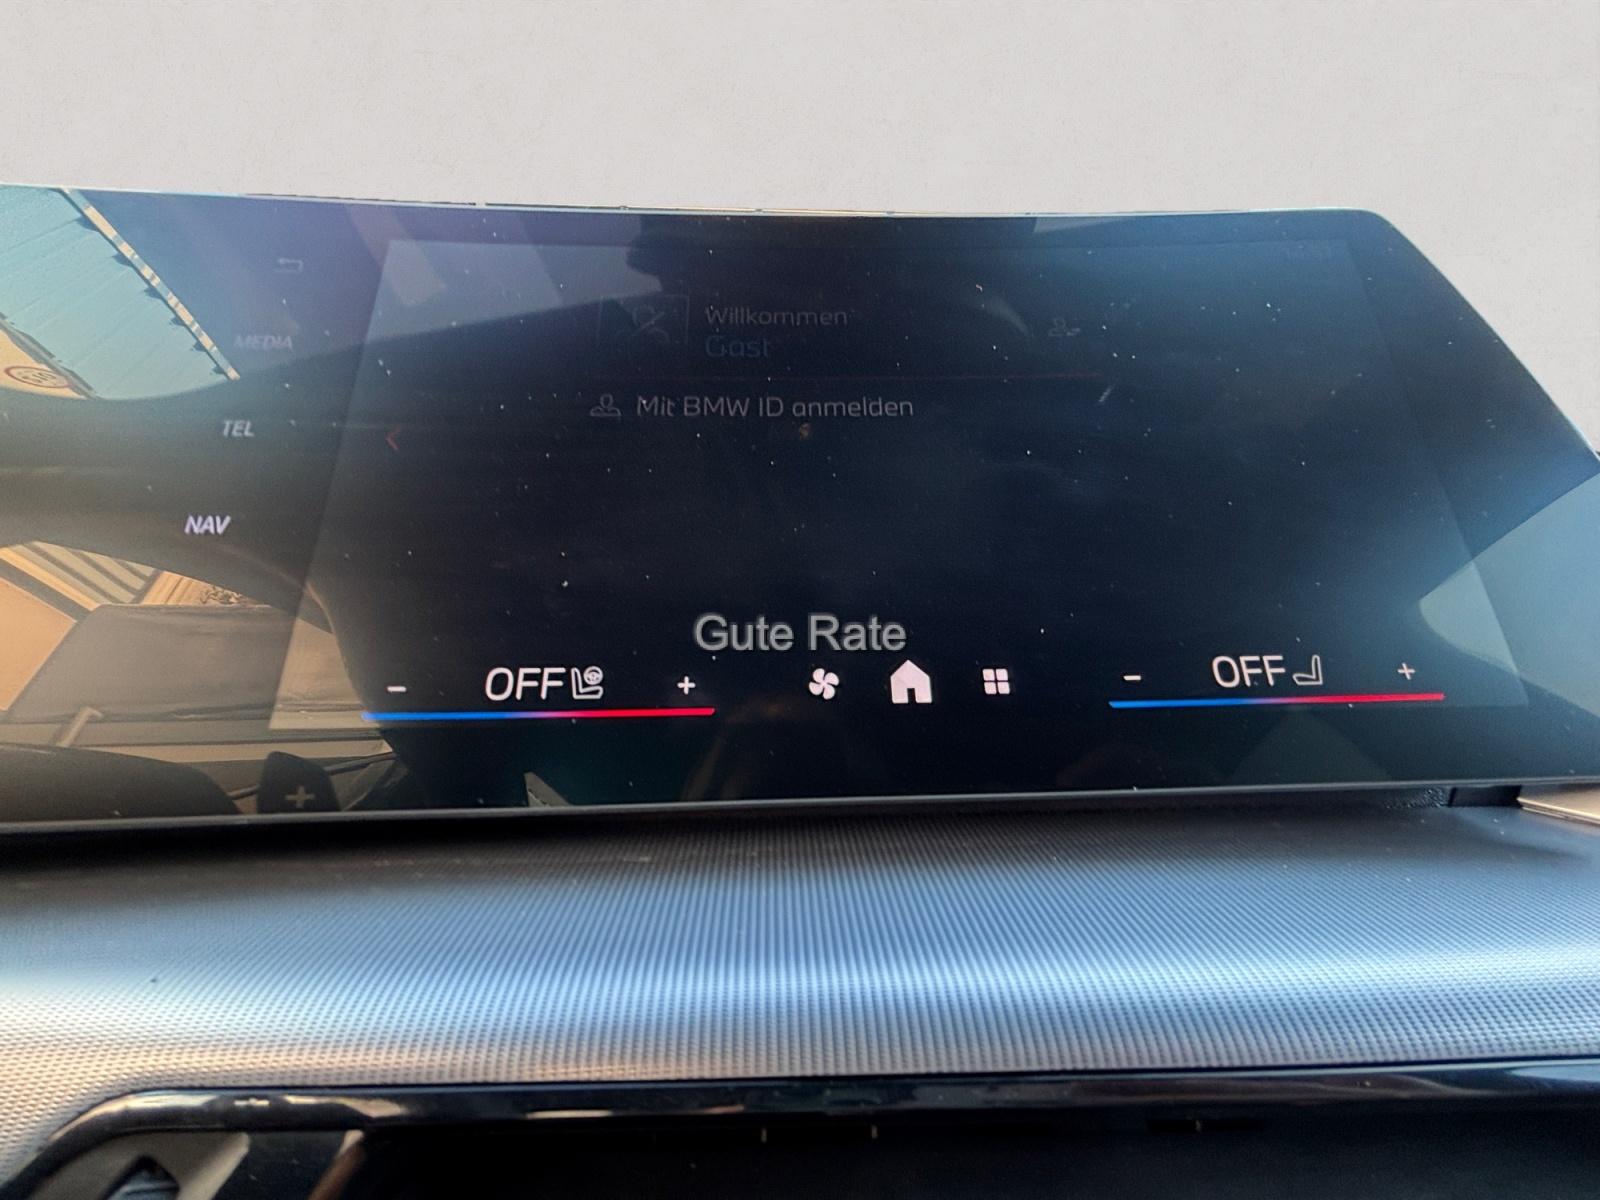 Willkommen
Gast
MEDIA
Mit BMW ID anmelden
TEL
NAV
Gute Rate
- OFF +
- OFF +